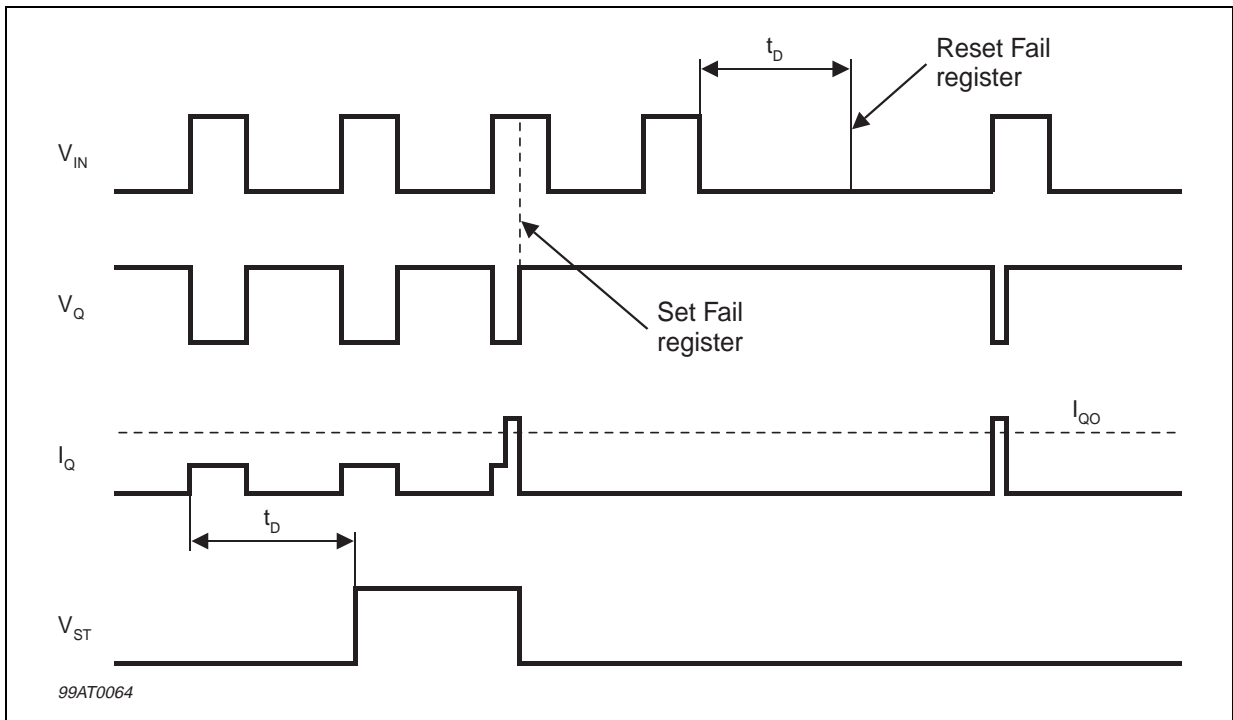 t_D
Reset Fail
register
V_IN
V_Q
Set Fail
register
I_QO
I_Q
t_D
V_ST
99AT0064